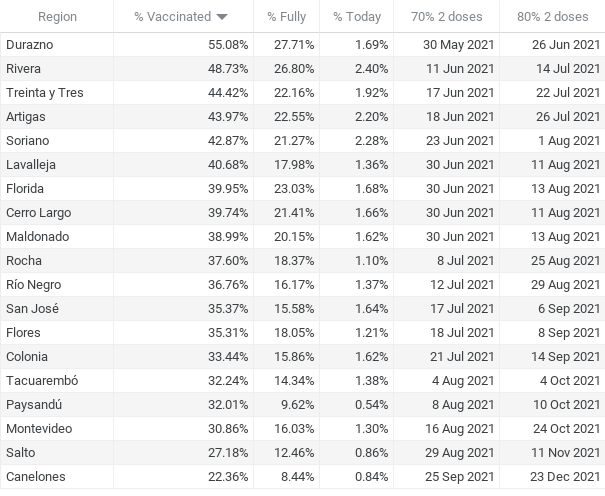 Region % Vaccinated % Fully % Today 70% 2 doses 80% 2 doses
Durazno 55.08% 27.71% 1.69% 30 May 2021 26 Jun 2021
Rivera 48.73% 26.80% 2.40% 11 Jun 2021 14 Jul 2021
Treinta y Tres 44.42% 22.16% 1.92% 17 Jun 2021 22 Jul 2021
Artigas 43.97% 22.55% 2.20% 18 Jun 2021 26 Jul 2021
Soriano 42.87% 21.27% 2.28% 23 Jun 2021 1 Aug 2021
Lavalleja 40.68% 17.98% 1.36% 30 Jun 2021 11 Aug 2021
Florida 39.95% 23.03% 1.68% 30 Jun 2021 13 Aug 2021
Cerro Largo 39.74% 21.41% 1.66% 30 Jun 2021 11 Aug 2021
Maldonado 38.99% 20.15% 1.62% 30 Jun 2021 13 Aug 2021
Rocha 37.60% 18.37% 1.10% 8 Jul 2021 25 Aug 2021
Río Negro 36.76% 16.17% 1.37% 12 Jul 2021 29 Aug 2021
San José 35.37% 15.58% 1.64% 17 Jul 2021 6 Sep 2021
Flores 35.31% 18.05% 1.21% 18 Jul 2021 8 Sep 2021
Colonia 33.44% 15.86% 1.62% 21 Jul 2021 14 Sep 2021
Tacuarembó 32.24% 14.34% 1.38% 4 Aug 2021 4 Oct 2021
Paysandú 32.01% 9.62% 0.54% 8 Aug 2021 10 Oct 2021
Montevideo 30.86% 16.03% 1.30% 16 Aug 2021 24 Oct 2021
Salto 27.18% 12.46% 0.86% 29 Aug 2021 11 Nov 2021
Canelones 22.36% 8.44% 0.84% 25 Sep 2021 23 Dec 2021